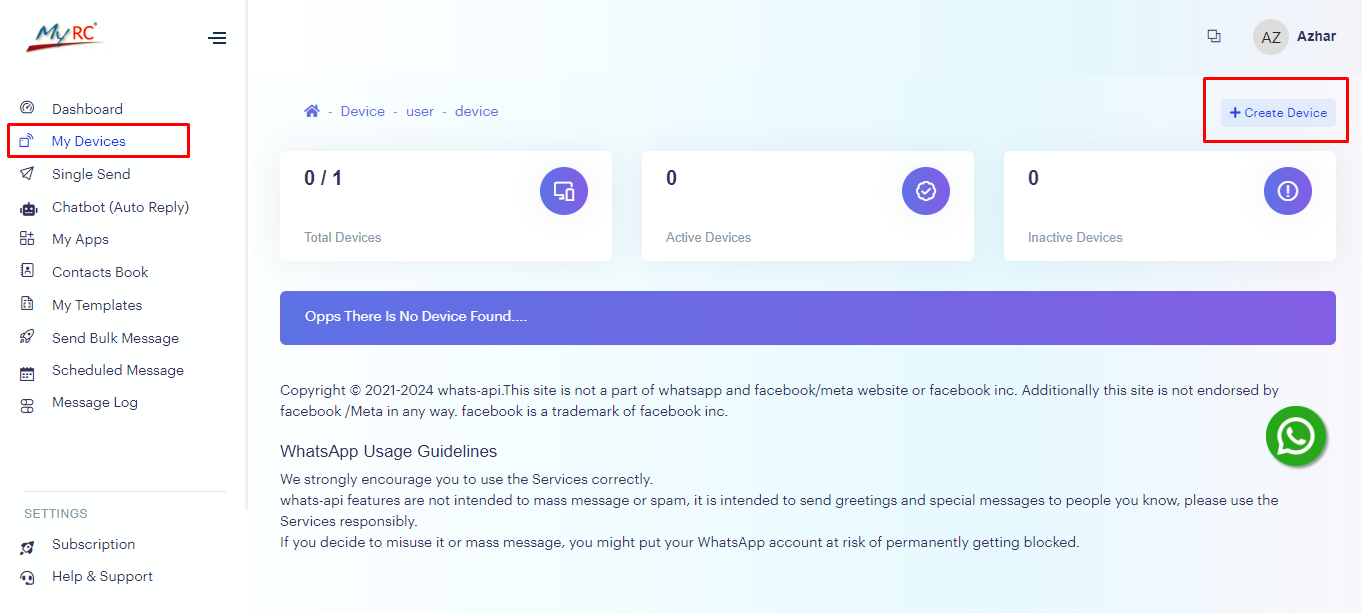 MyRC
AZ
Azhar
Dashboard
My Devices
Single Send
Chatbot (Auto Reply)
My Apps
Contacts Book
My Templates
Send Bulk Message
Scheduled Message
Message Log
SETTINGS
Subscription
Help & Support
- Device - user - device
+ Create Device
0 / 1
Total Devices
0
Active Devices
0
Inactive Devices
Opps There Is No Device Found....
Copyright © 2021-2024 whats-api.This site is not a part of whatsapp and facebook/meta website or facebook inc. Additionally this site is not endorsed by
facebook /Meta in any way. facebook is a trademark of facebook inc.
WhatsApp Usage Guidelines
We strongly encourage you to use the Services correctly.
whats-api features are not intended to mass message or spam, it is intended to send greetings and special messages to people you know, please use the
Services responsibly.
If you decide to misuse it or mass message, you might put your WhatsApp account at risk of permanently getting blocked.